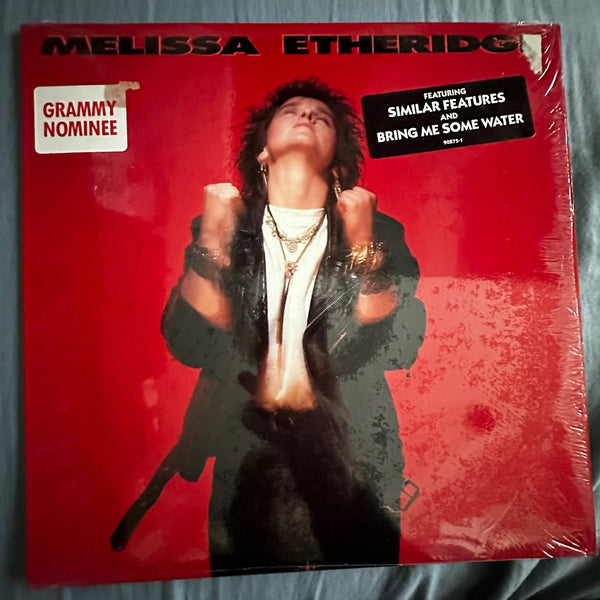 MELISSA ETHERIDG
GRAMMY
NOMINEE
FEATURING
SIMILAR FEATURES
AND
BRING ME SOME WATER
90875-1